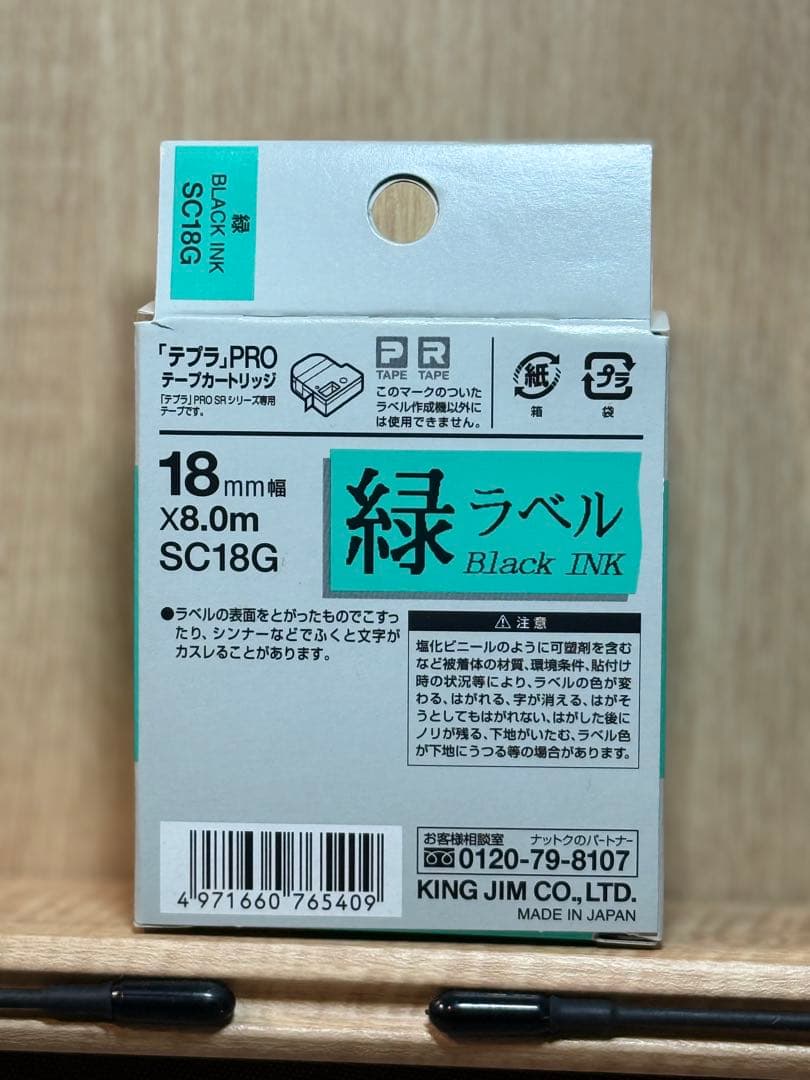 緑
BLACK INK
SC18G
「テプラ」PRO
テープカートリッジ
「テプラ」PRO SRシリーズ専用
テープです。
P R
TAPE TAPE
このマークのついた
ラベル作成機以外に
は使用できません。
紙
箱
プラ
袋
18mm幅
X8.0m
SC18G
緑ラベル
Black INK
●ラベルの表面をとがったものでこすっ
たり、シンナーなどでふくと文字が
カスレることがあります。
⚠注意
塩化ビニールのように可塑剤を含む
など被着体の材質、環境条件、貼付け
時の状況等により、ラベルの色が変
わる、はがれる、字が消える、はがそ
うとしてもはがれない、はがした後に
ノリが残る、下地がいたむ、ラベル色
が下地にうつる等の場合があります。
4 971660 765409
お客様相談室 ナットクのパートナー
0120-79-8107
KING JIM CO.,LTD.
MADE IN JAPAN